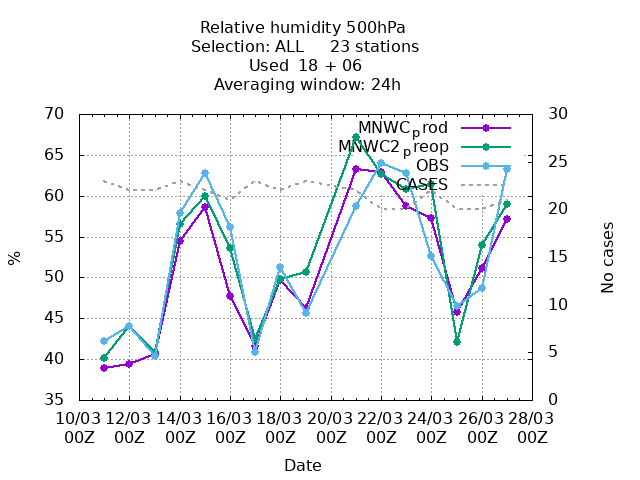 Relative humidity 500hPa
Selection: ALL 23 stations
Used 18 + 06
Averaging window: 24h
70
65
60
55
50
45
40
35
30
25
20
15
10
5
0
MNWC_prod
MNWC2_preop
OBS
CASES
%
No cases
10/03 12/03 14/03 16/03 18/03 20/03 22/03 24/03 26/03 28/03
00Z 00Z 00Z 00Z 00Z 00Z 00Z 00Z 00Z 00Z
Date